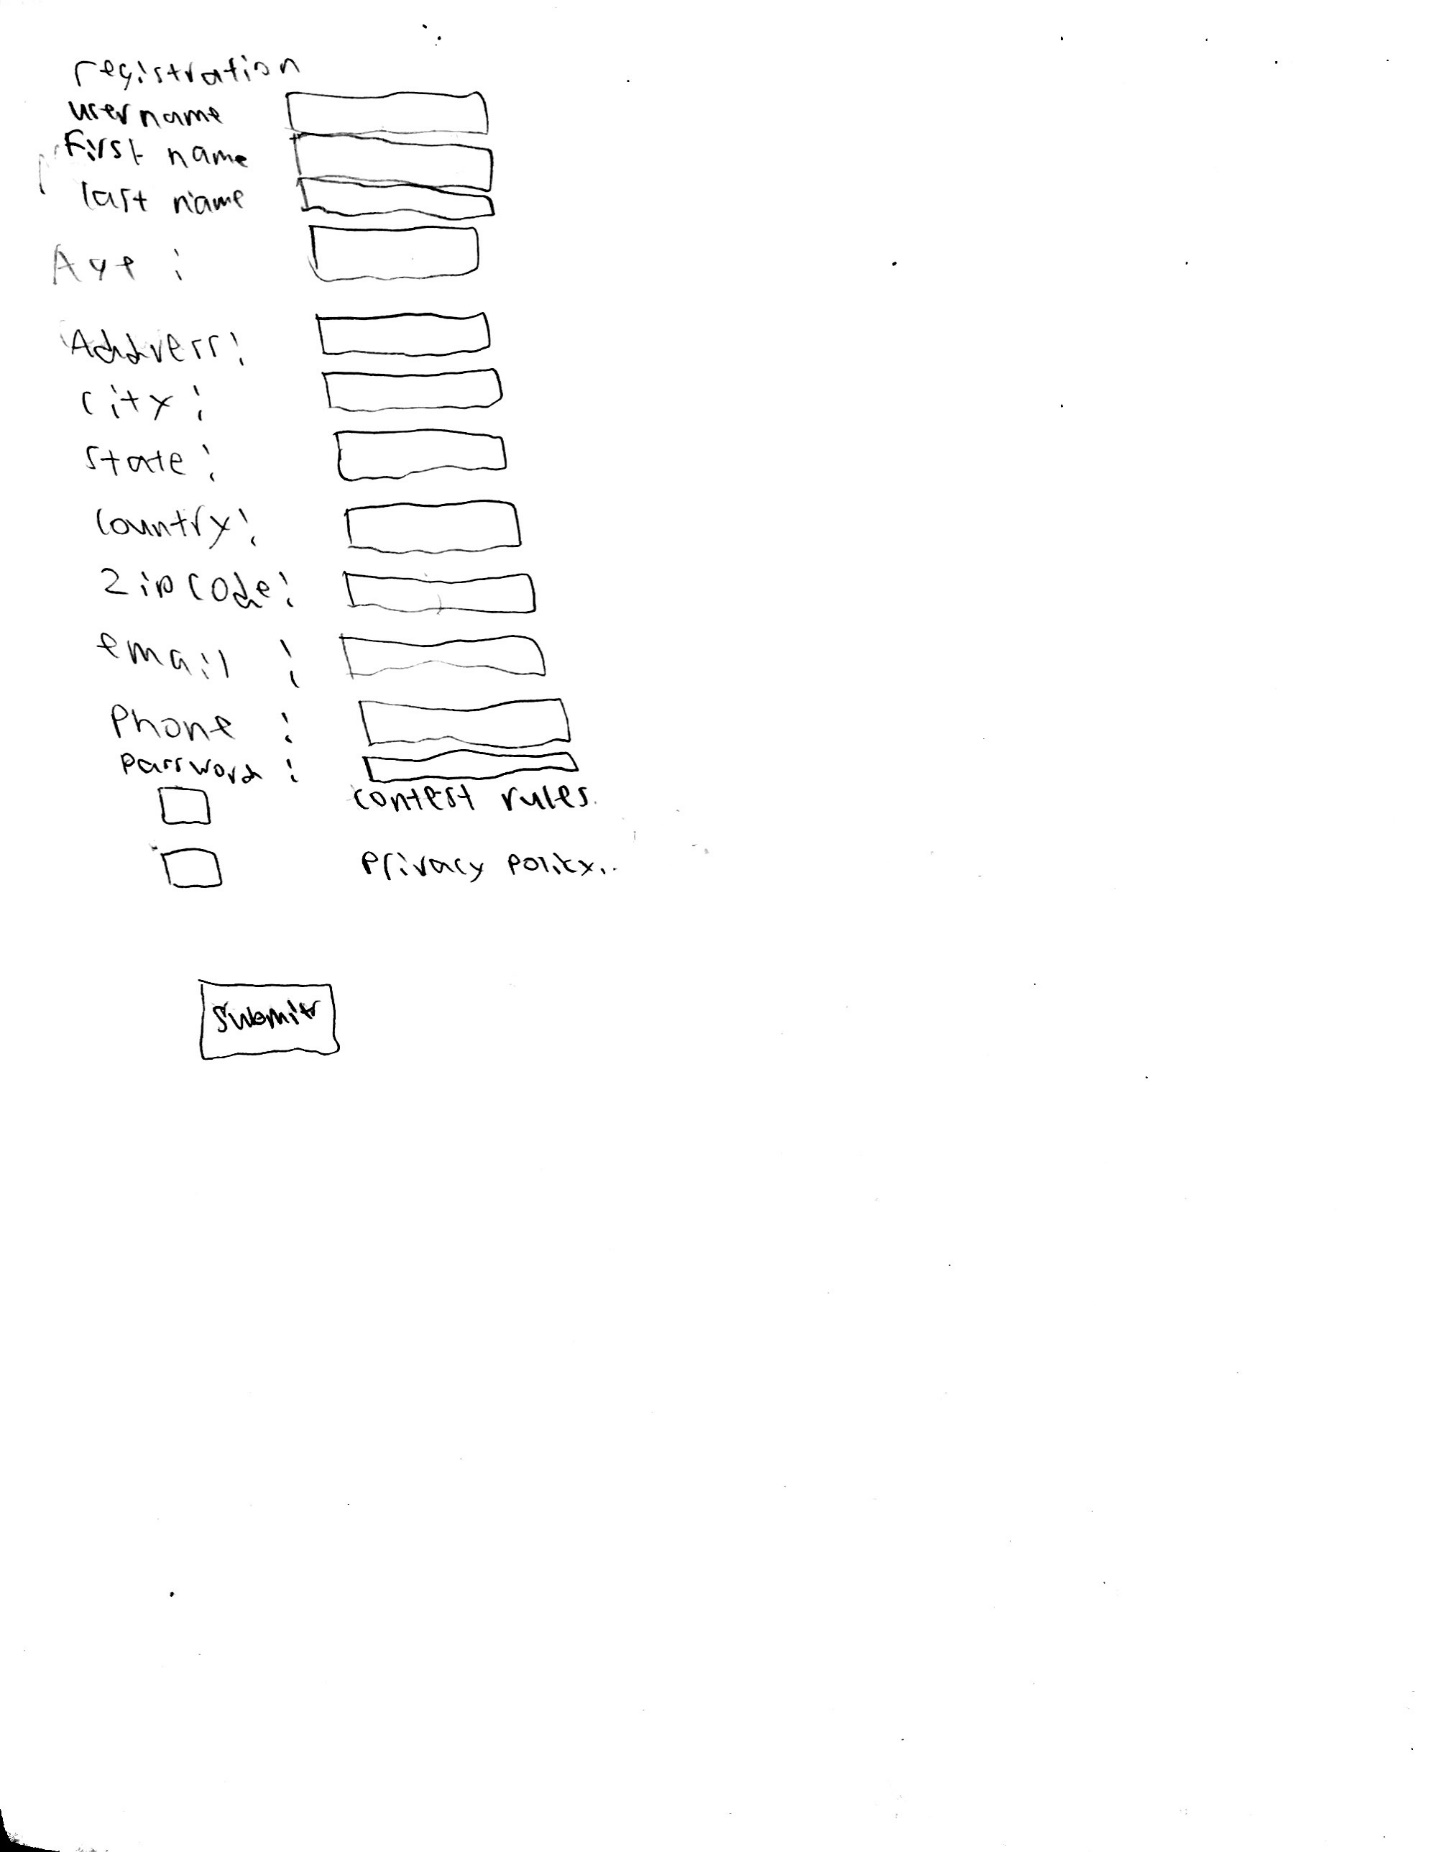 registration
username
First name
last name
Age :
Address:
city:
state:
Country:
Zip code:
email :
Phone :
password :
contest rules.
privacy policy..
submit